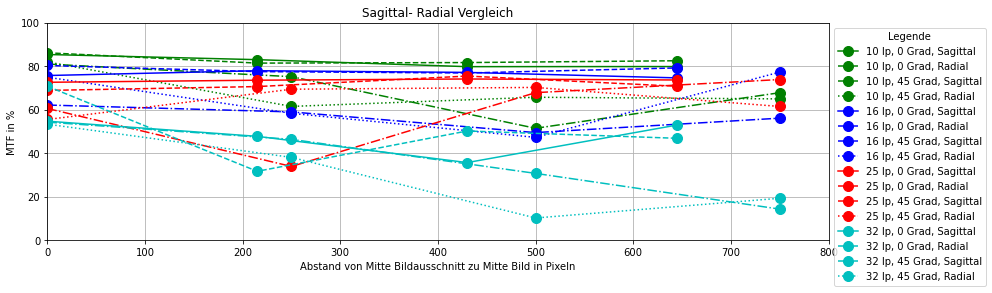 Sagittal- Radial Vergleich
MTF in %
100
80
60
40
20
0
0 100 200 300 400 500 600 700 800
Abstand von Mitte Bildausschnitt zu Mitte Bild in Pixeln
Legende
10 lp, 0 Grad, Sagittal
10 lp, 0 Grad, Radial
10 lp, 45 Grad, Sagittal
10 lp, 45 Grad, Radial
16 lp, 0 Grad, Sagittal
16 lp, 0 Grad, Radial
16 lp, 45 Grad, Sagittal
16 lp, 45 Grad, Radial
25 lp, 0 Grad, Sagittal
25 lp, 0 Grad, Radial
25 lp, 45 Grad, Sagittal
25 lp, 45 Grad, Radial
32 lp, 0 Grad, Sagittal
32 lp, 0 Grad, Radial
32 lp, 45 Grad, Sagittal
32 lp, 45 Grad, Radial